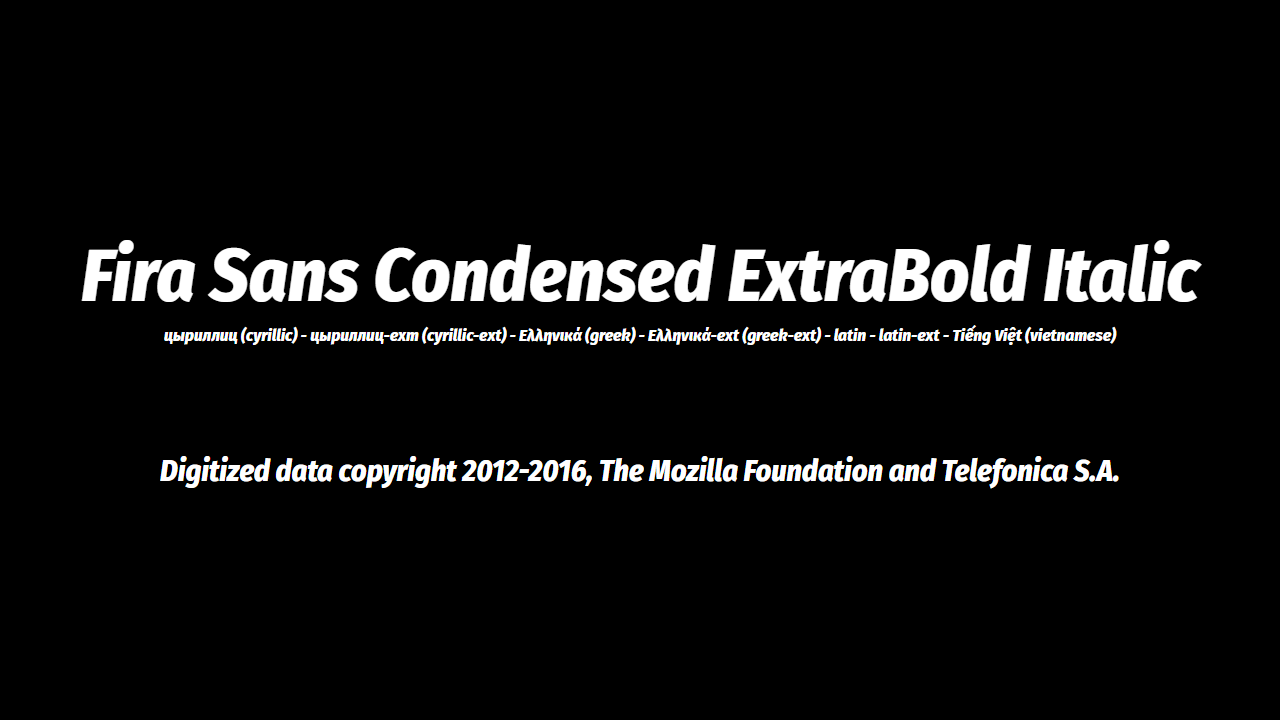 Fira Sans Condensed ExtraBold Italic
цыриллиц (cyrillic) - цыриллиц-ext (cyrillic-ext) - Ελληνικά (greek) - Ελληνικά-ext (greek-ext) - latin - latin-ext - Tiếng Việt (vietnamese)
Digitized data copyright 2012-2016, The Mozilla Foundation and Telefonica S.A.